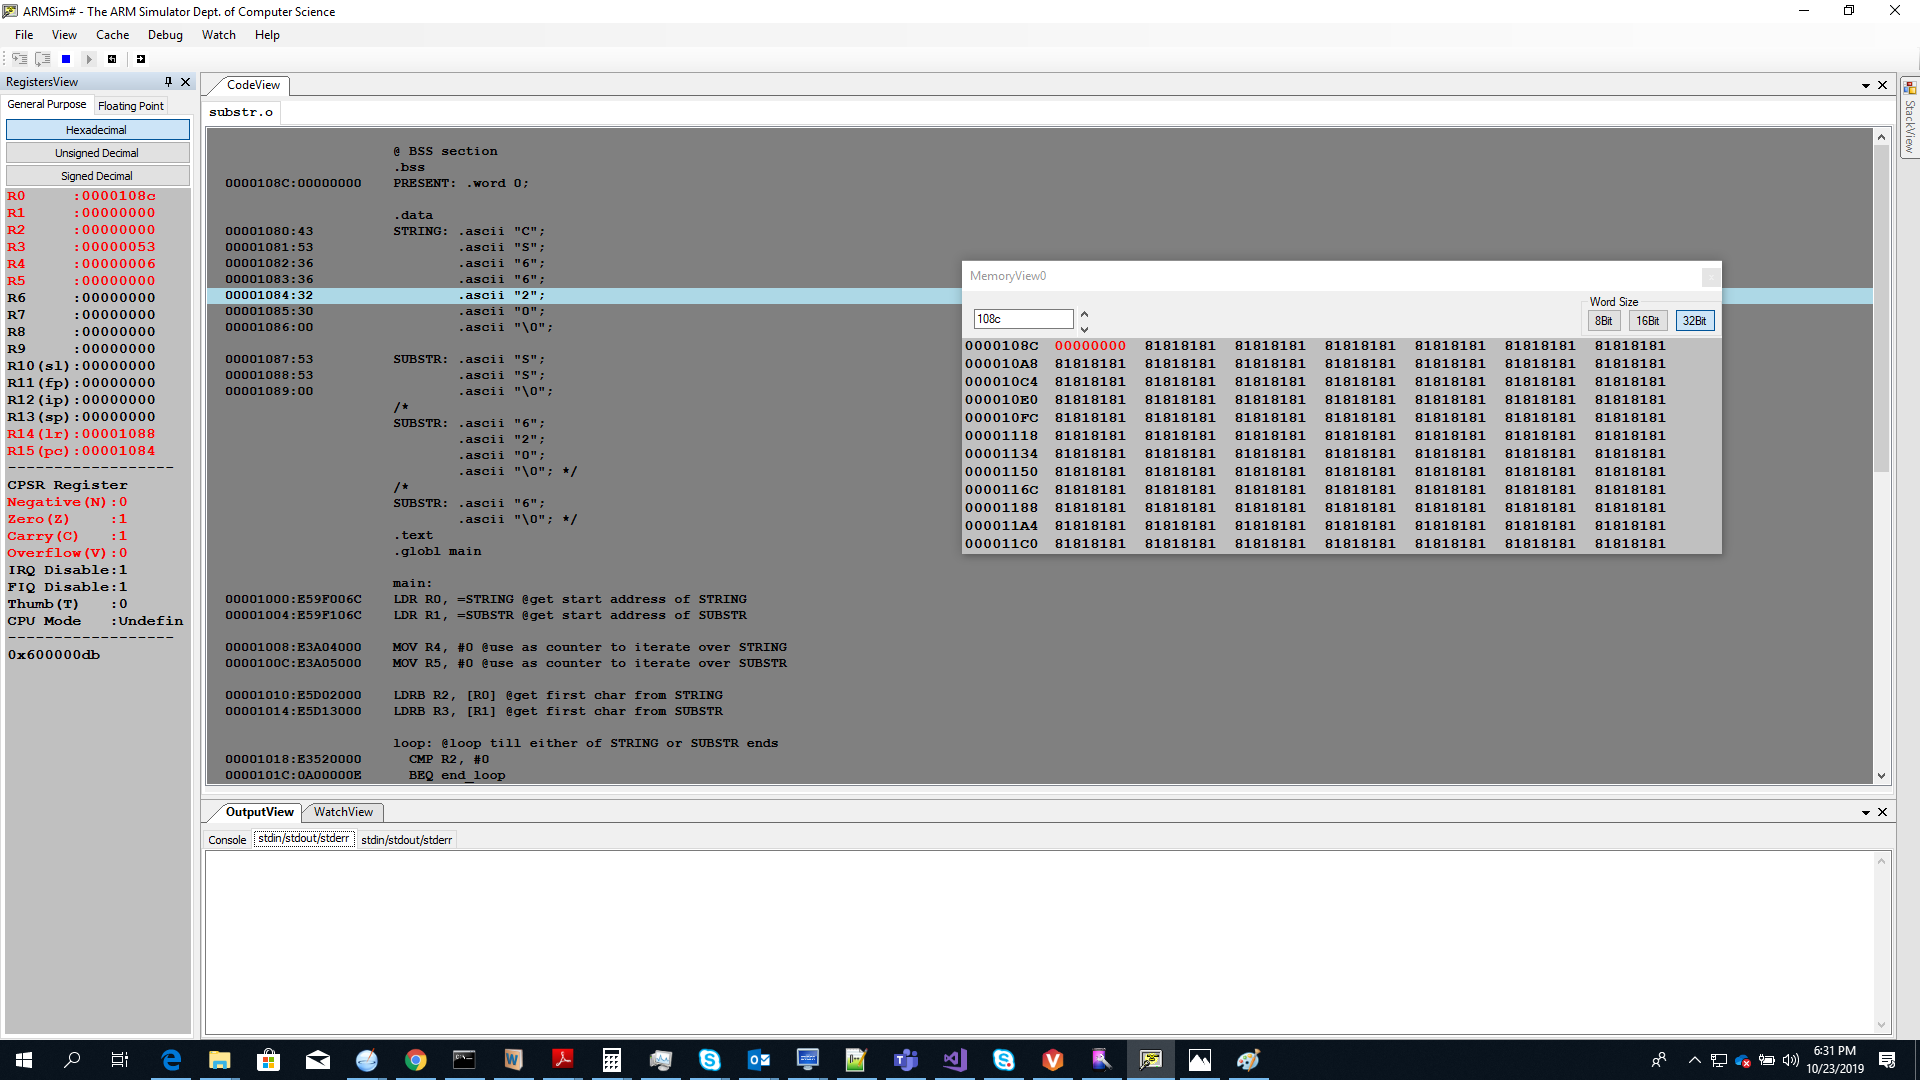 ARMSim# - The ARM Simulator Dept. of Computer Science
File View Cache Debug Watch Help
RegistersView
General Purpose Floating Point
Hexadecimal
Unsigned Decimal
Signed Decimal
R0 :0000108c
R1 :00000000
R2 :00000000
R3 :00000053
R4 :00000006
R5 :00000000
R6 :00000000
R7 :00000000
R8 :00000000
R9 :00000000
R10(sl):00000000
R11(fp):00000000
R12(ip):00000000
R13(sp):00000000
R14(lr):00001088
R15(pc):00001084
------------------
CPSR Register
Negative(N):0
Zero(Z) :1
Carry(C) :1
Overflow(V):0
IRQ Disable:1
FIQ Disable:1
Thumb(T) :0
CPU Mode :Undefin
------------------
0x600000db
CodeView
substr.o
@ BSS section
.bss
0000108C:00000000 PRESENT: .word 0;
.data
00001080:43 STRING: .ascii "C";
00001081:53 .ascii "S";
00001082:36 .ascii "6";
00001083:36 .ascii "6";
00001084:32 .ascii "2";
00001085:30 .ascii "0";
00001086:00 .ascii "\0";
00001087:53 SUBSTR: .ascii "S";
00001088:53 .ascii "S";
00001089:00 .ascii "\0";
/*
SUBSTR: .ascii "6";
.ascii "2";
.ascii "0";
.ascii "\0"; */
/*
SUBSTR: .ascii "6";
.ascii "\0"; */
.text
.globl main
main:
00001000:E59F006C LDR R0, =STRING @get start address of STRING
00001004:E59F106C LDR R1, =SUBSTR @get start address of SUBSTR
00001008:E3A04000 MOV R4, #0 @use as counter to iterate over STRING
0000100C:E3A05000 MOV R5, #0 @use as counter to iterate over SUBSTR
00001010:E5D02000 LDRB R2, [R0] @get first char from STRING
00001014:E5D13000 LDRB R3, [R1] @get first char from SUBSTR
loop: @loop till either of STRING or SUBSTR ends
00001018:E3520000 CMP R2, #0
0000101C:0A00000E BEQ end_loop
MemoryView0
108c
Word Size
8Bit 16Bit 32Bit
0000108C 00000000 81818181 81818181 81818181 81818181 81818181 81818181
000010A8 81818181 81818181 81818181 81818181 81818181 81818181 81818181
000010C4 81818181 81818181 81818181 81818181 81818181 81818181 81818181
000010E0 81818181 81818181 81818181 81818181 81818181 81818181 81818181
000010FC 81818181 81818181 81818181 81818181 81818181 81818181 81818181
00001118 81818181 81818181 81818181 81818181 81818181 81818181 81818181
00001134 81818181 81818181 81818181 81818181 81818181 81818181 81818181
00001150 81818181 81818181 81818181 81818181 81818181 81818181 81818181
0000116C 81818181 81818181 81818181 81818181 81818181 81818181 81818181
00001188 81818181 81818181 81818181 81818181 81818181 81818181 81818181
000011A4 81818181 81818181 81818181 81818181 81818181 81818181 81818181
000011C0 81818181 81818181 81818181 81818181 81818181 81818181 81818181
StackView
OutputView WatchView
Console stdin/stdout/stderr stdin/stdout/stderr
6:31 PM
10/23/2019